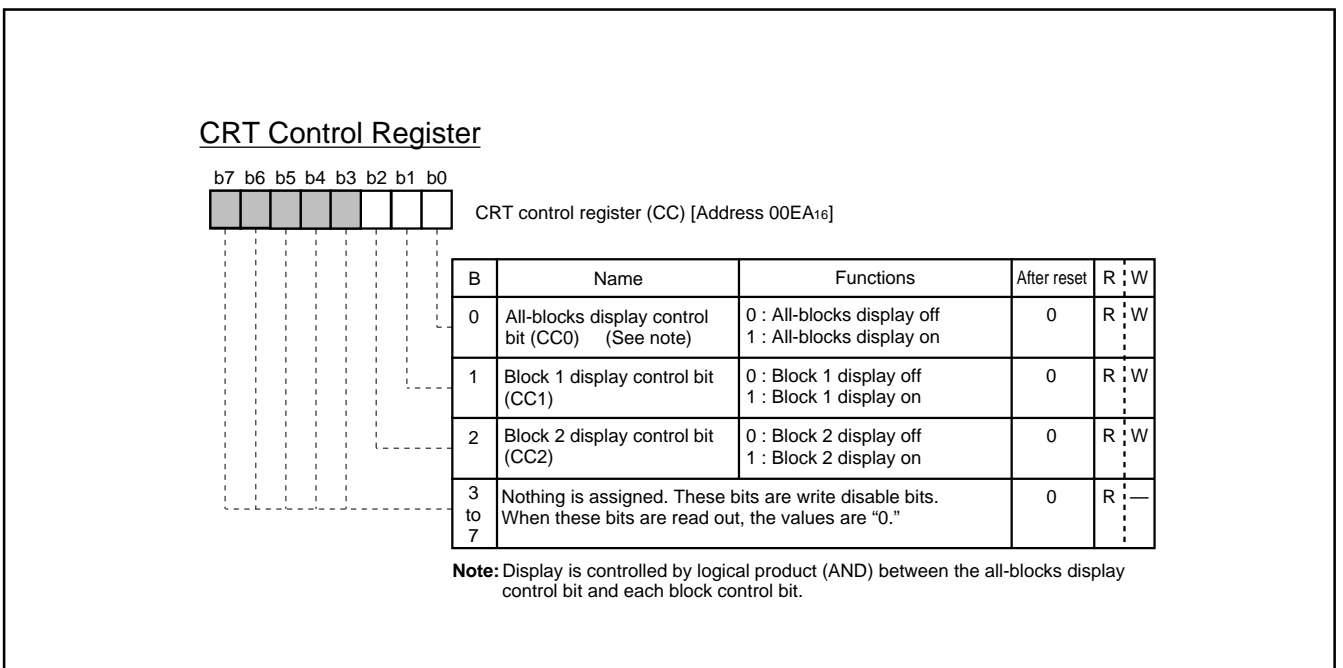 CRT Control Register
b7 b6 b5 b4 b3 b2 b1 b0
CRT control register (CC) [Address 00EA16]
B Name Functions After reset R W
0 All-blocks display control bit (CC0) (See note) 0 : All-blocks display off 0 R W
1 : All-blocks display on
1 Block 1 display control bit (CC1) 0 : Block 1 display off 0 R W
1 : Block 1 display on
2 Block 2 display control bit (CC2) 0 : Block 2 display off 0 R W
1 : Block 2 display on
3 to 7 Nothing is assigned. These bits are write disable bits. 0 R —
When these bits are read out, the values are “0.”
Note: Display is controlled by logical product (AND) between the all-blocks display
control bit and each block control bit.